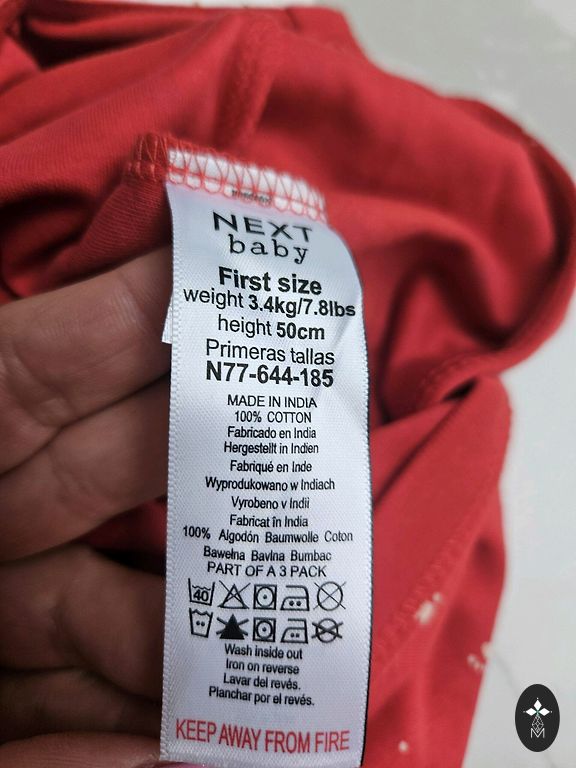 NEXT
baby
First size
weight 3.4kg/7.8lbs
height 50cm
Primeras tallas
N77-644-185
MADE IN INDIA
100% COTTON
Fabricado en India
Hergestellt in Indien
Fabriqué en Inde
Wyprodukowano w Indiach
Vyrobeno v Indii
Fabricat în India
100% Algodón Baumwolle Coton
Bawełna Bavlna Bumbac
PART OF A 3 PACK
40
Wash inside out
Iron on reverse
Lavar del revés.
Planchar por el revés.
KEEP AWAY FROM FIRE
M